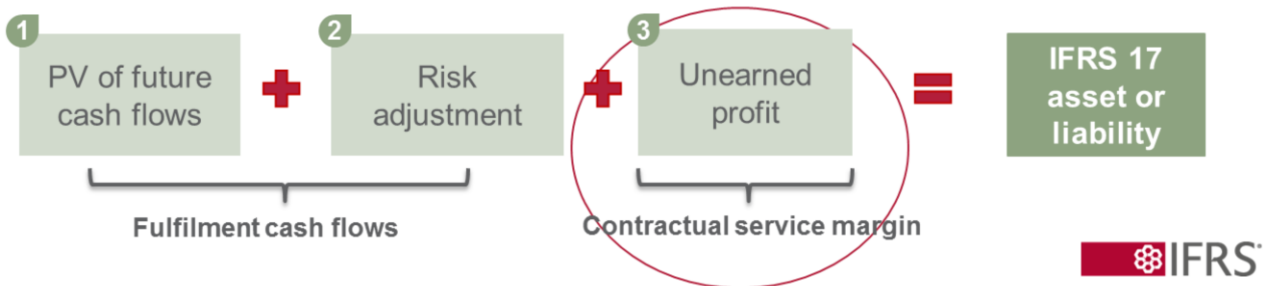 1
PV of future
cash flows
2
Risk
adjustment
3
Unearned
profit
IFRS 17
asset or
liability
Fulfilment cash flows
Contractual service margin
IFRS®